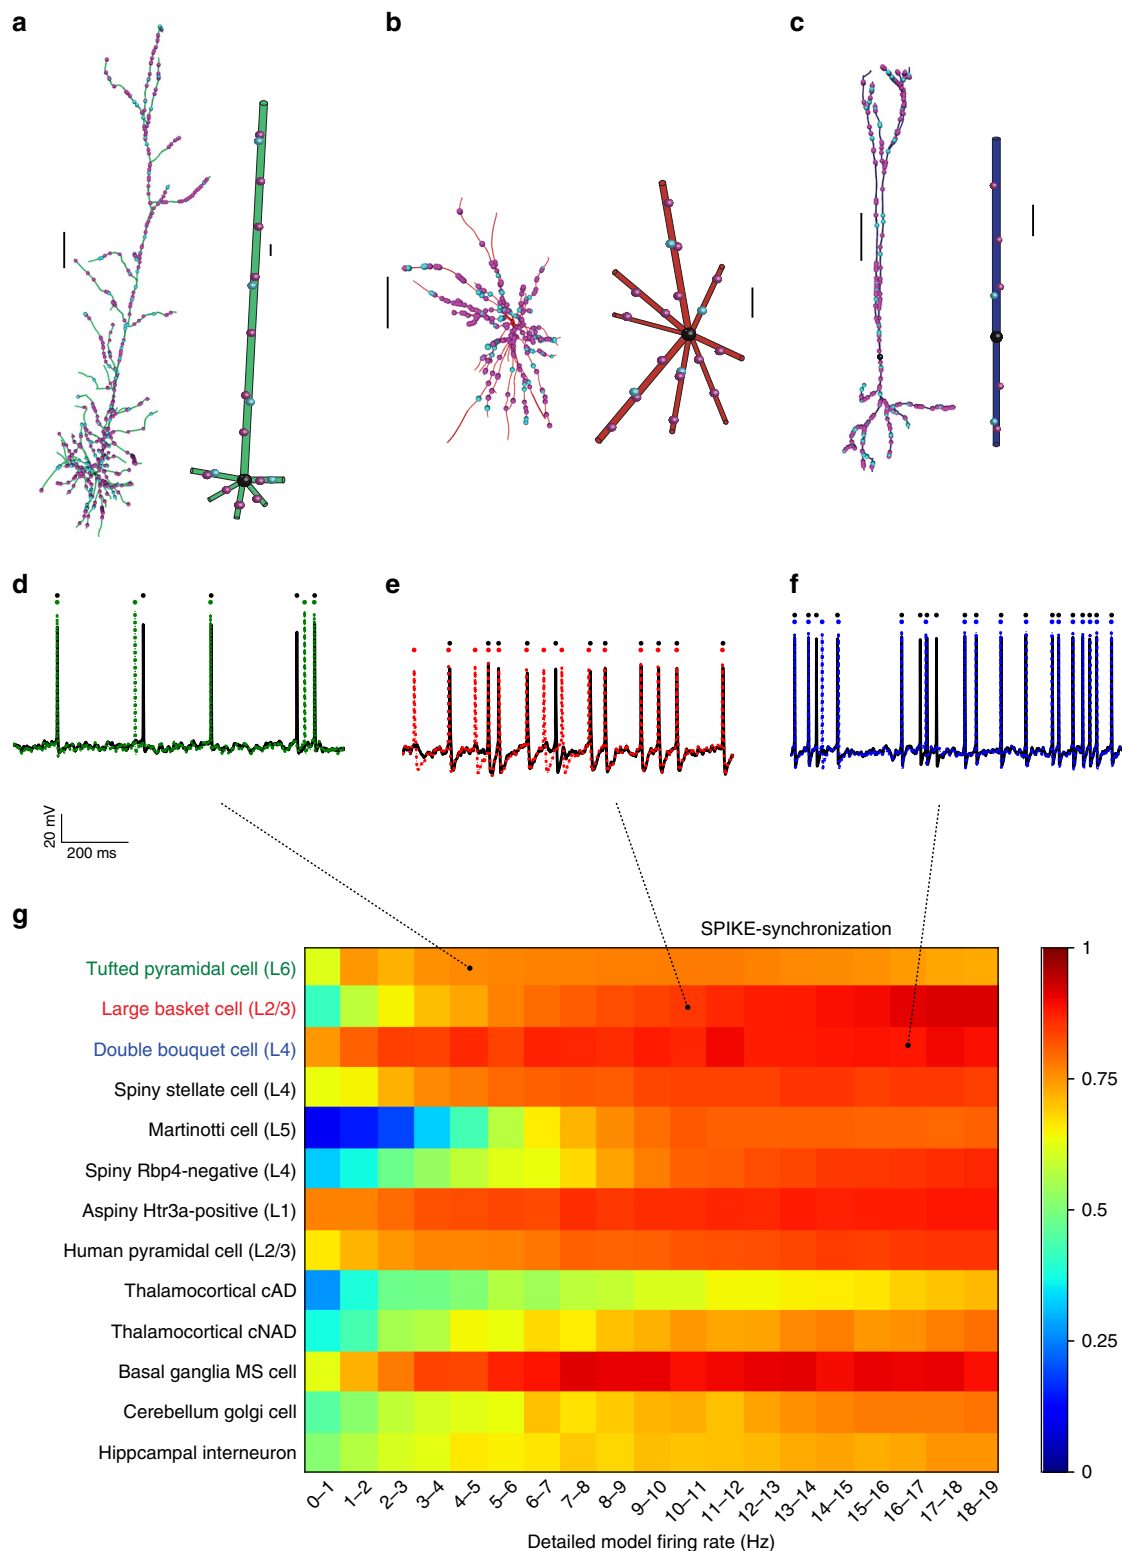 a
b
c
d
e
f
20 mV
200 ms
g
SPIKE-synchronization
Tufted pyramidal cell (L6)
Large basket cell (L2/3)
Double bouquet cell (L4)
Spiny stellate cell (L4)
Martinotti cell (L5)
Spiny Rbp4-negative (L4)
Aspiny Htr3a-positive (L1)
Human pyramidal cell (L2/3)
Thalamocortical cAD
Thalamocortical cNAD
Basal ganglia MS cell
Cerebellum golgi cell
Hippcampal interneuron
1
0.75
0.5
0.25
0
0–1
1–2
2–3
3–4
4–5
5–6
6–7
7–8
8–9
9–10
10–11
11–12
12–13
13–14
14–15
15–16
16–17
17–18
18–19
Detailed model firing rate (Hz)